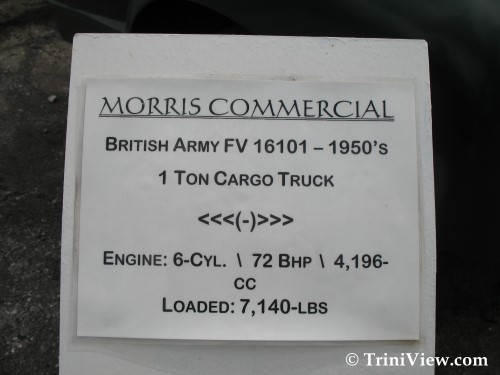 MORRIS COMMERCIAL
BRITISH ARMY FV 16101 – 1950'S
1 TON CARGO TRUCK
<<<(-)>>>
ENGINE: 6-CYL. \ 72 BHP \ 4,196-
CC
LOADED: 7,140-LBS
© TriniView.com